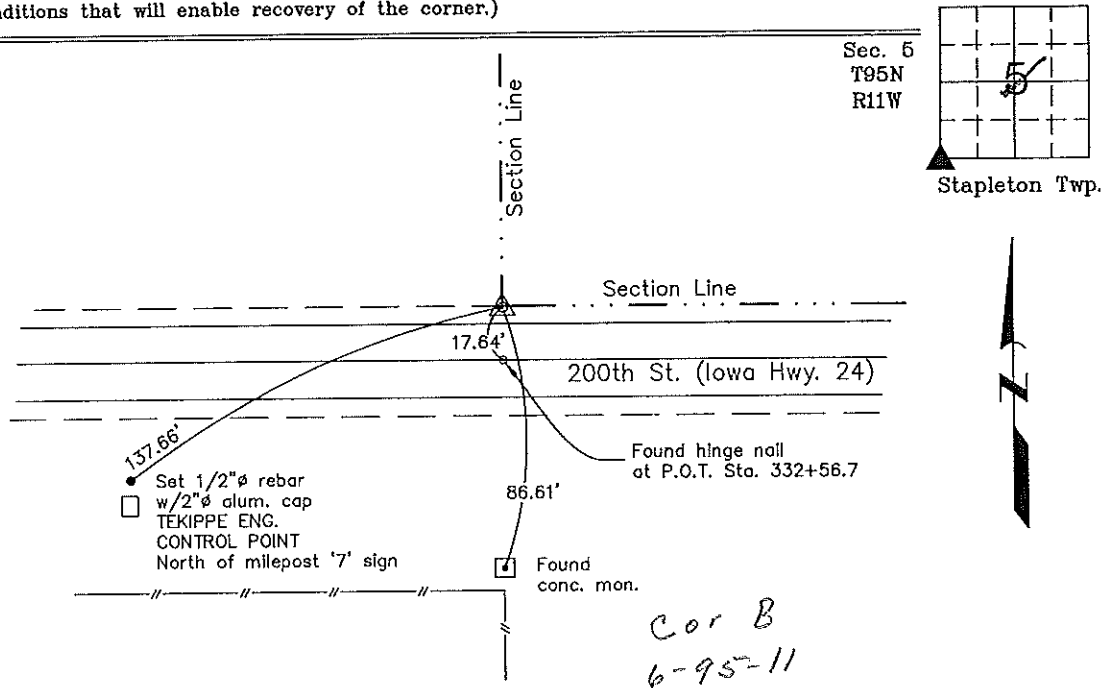 nditions that will enable recovery of the corner.)
Sec. 5
T95N
R11W
5
Stapleton Twp.
Section Line
Section Line
17.64'
200th St. (Iowa Hwy. 24)
137.66'
Set 1/2"ø rebar
w/2"ø alum. cap
TEKIPPE ENG.
CONTROL POINT
North of milepost '7' sign
86.61'
Found hinge nail
at P.O.T. Sta. 332+56.7
Found
conc. mon.
N
Cor B
6-95-11